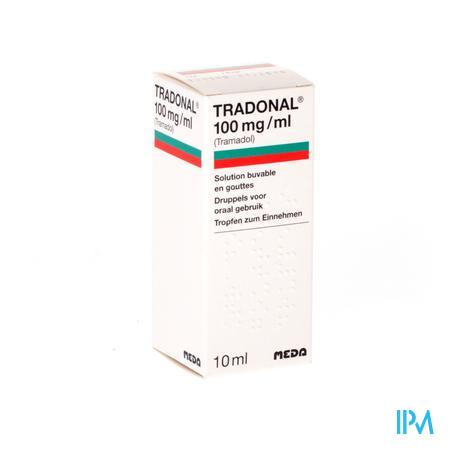 TRADONAL®
100 mg/ml
(Tramadol)
TRADONAL®
100 mg/ml
(Tramadol)
Solution buvable
en gouttes
Druppels voor
oraal gebruik
Tropfen zum Einnehmen
10 ml
MEDA
IPM